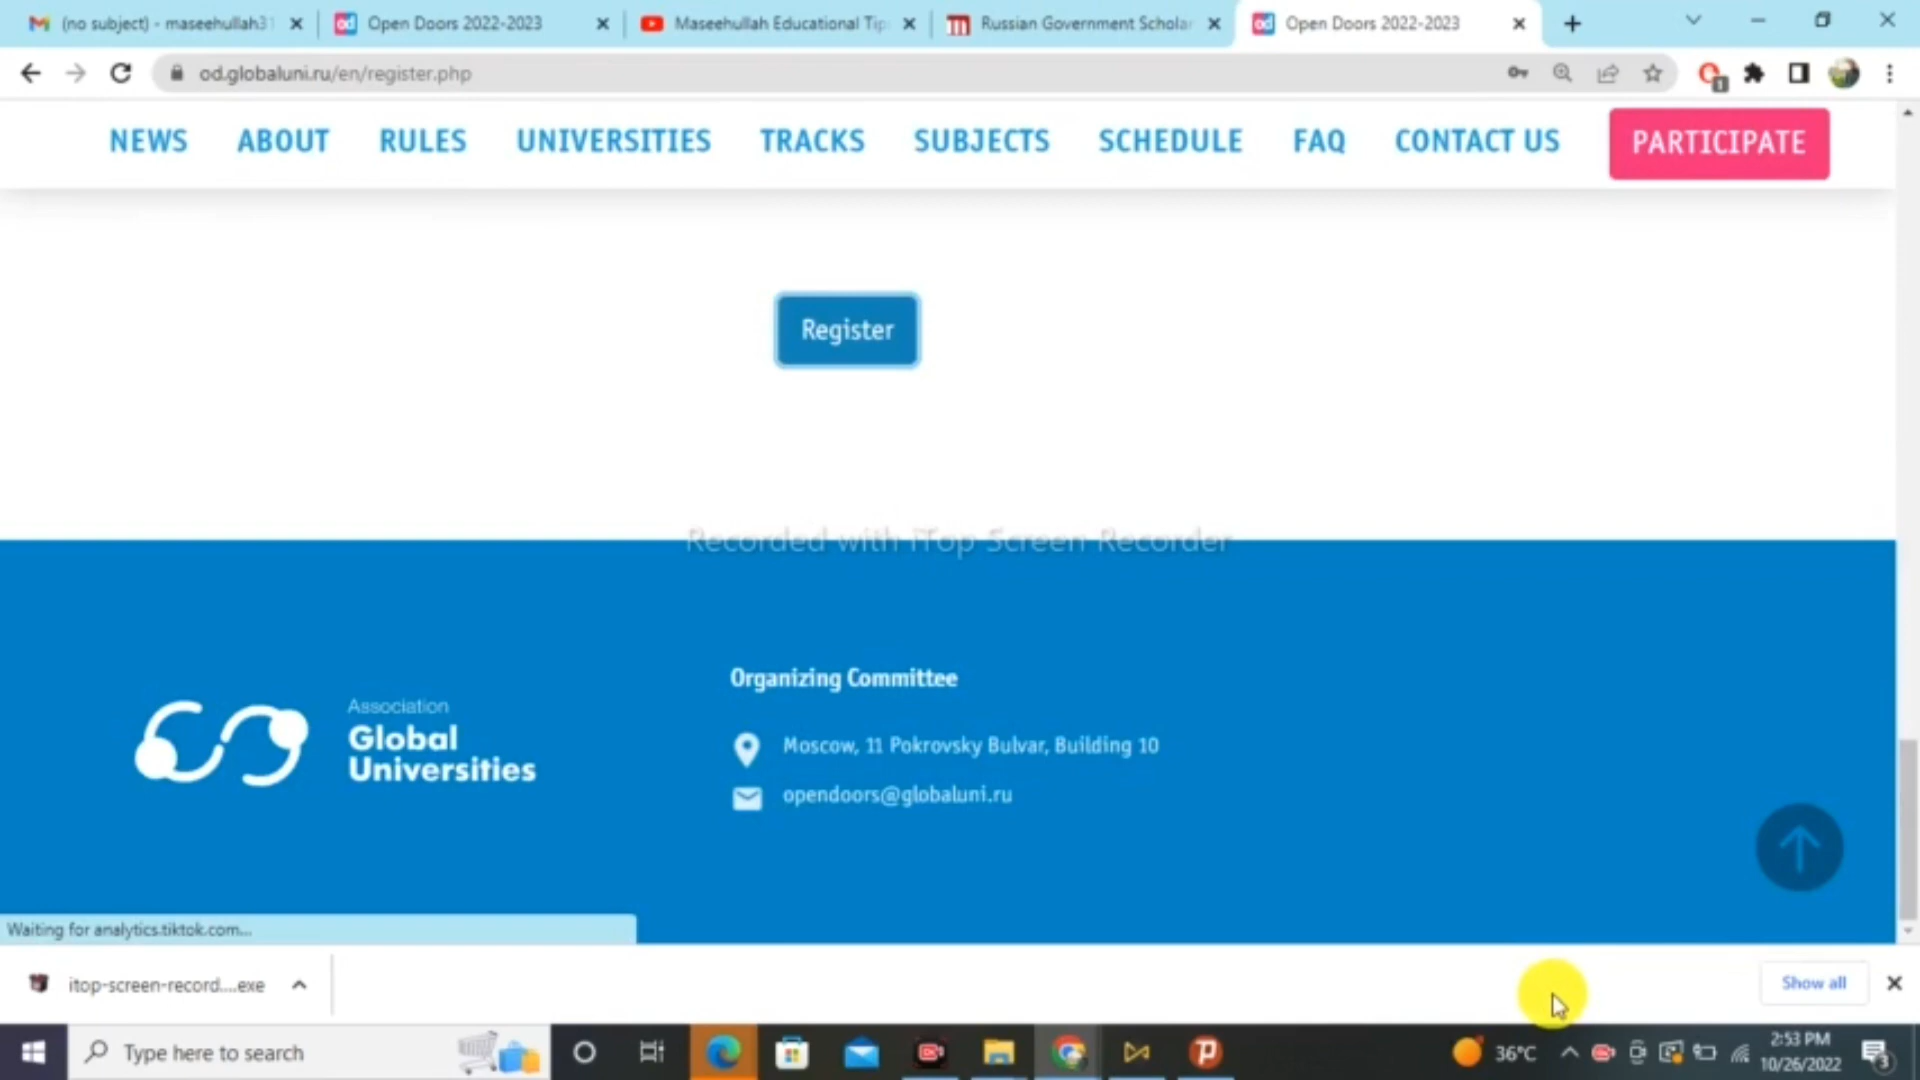 (no subject) - maseehullah31
Open Doors 2022-2023
Maseehullah Educational Tip
Russian Government Scholar
Open Doors 2022-2023
od.globaluni.ru/en/register.php
NEWS
ABOUT
RULES
UNIVERSITIES
TRACKS
SUBJECTS
SCHEDULE
FAQ
CONTACT US
PARTICIPATE
Register
Recorded with iTop Screen Recorder
Association
Global
Universities
Organizing Committee
Moscow, 11 Pokrovsky Bulvar, Building 10
opendoors@globaluni.ru
Waiting for analytics.tiktok.com...
itop-screen-record....exe
Show all
Type here to search
36°C
2:53 PM
10/26/2022
3